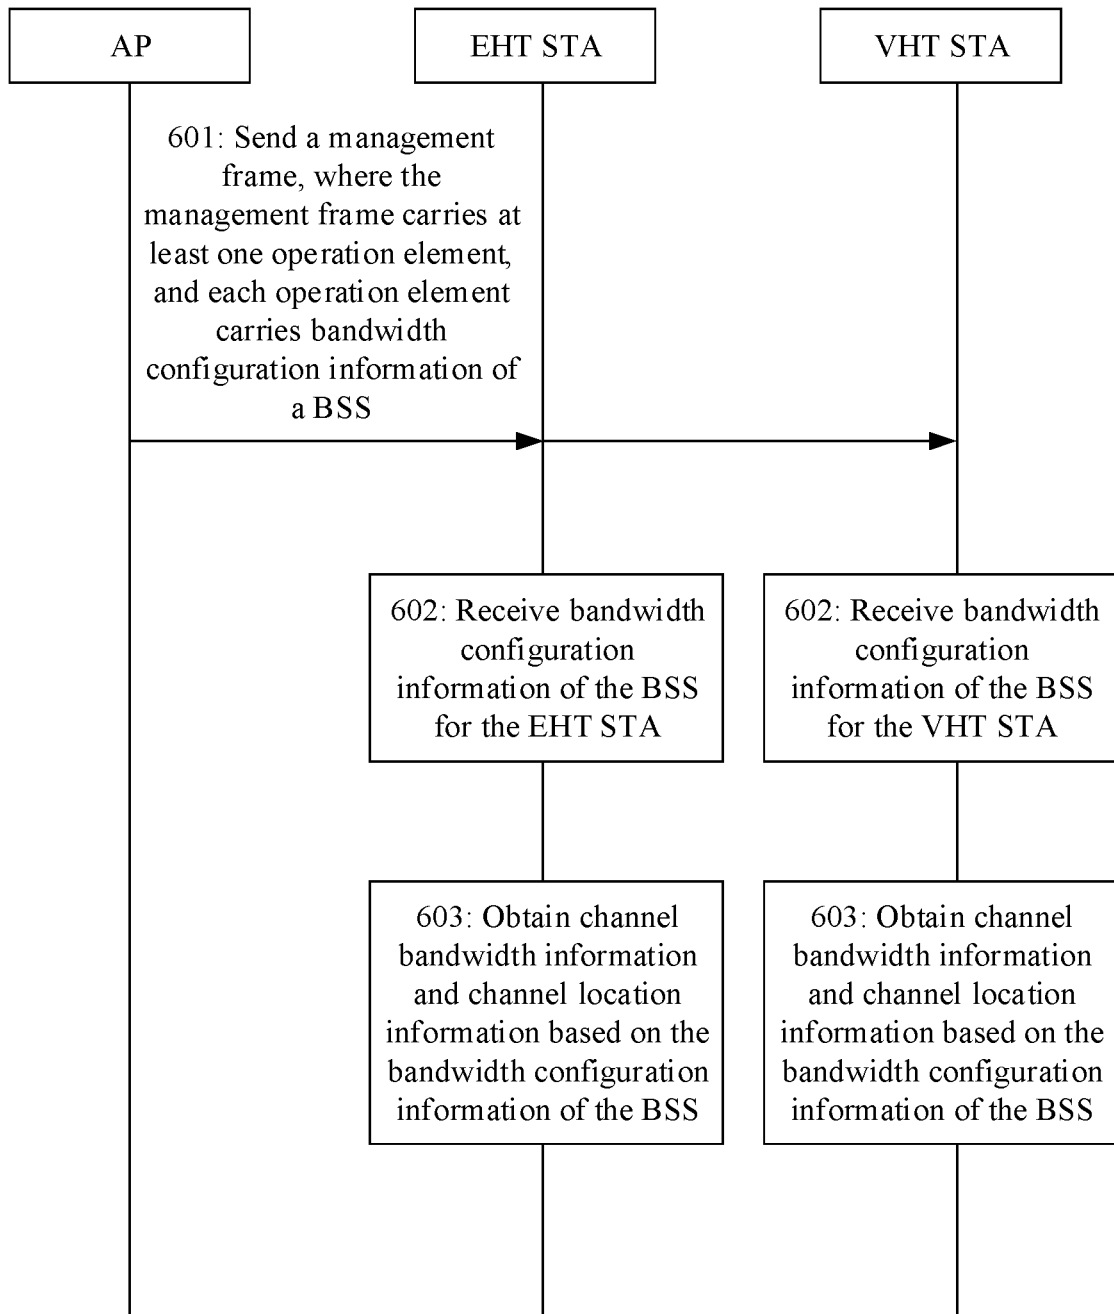 AP
EHT STA
VHT STA
601: Send a management
frame, where the
management frame carries at
least one operation element,
and each operation element
carries bandwidth
configuration information of
a BSS
602: Receive bandwidth
configuration
information of the BSS
for the EHT STA
602: Receive bandwidth
configuration
information of the BSS
for the VHT STA
603: Obtain channel
bandwidth information
and channel location
information based on the
bandwidth configuration
information of the BSS
603: Obtain channel
bandwidth information
and channel location
information based on the
bandwidth configuration
information of the BSS